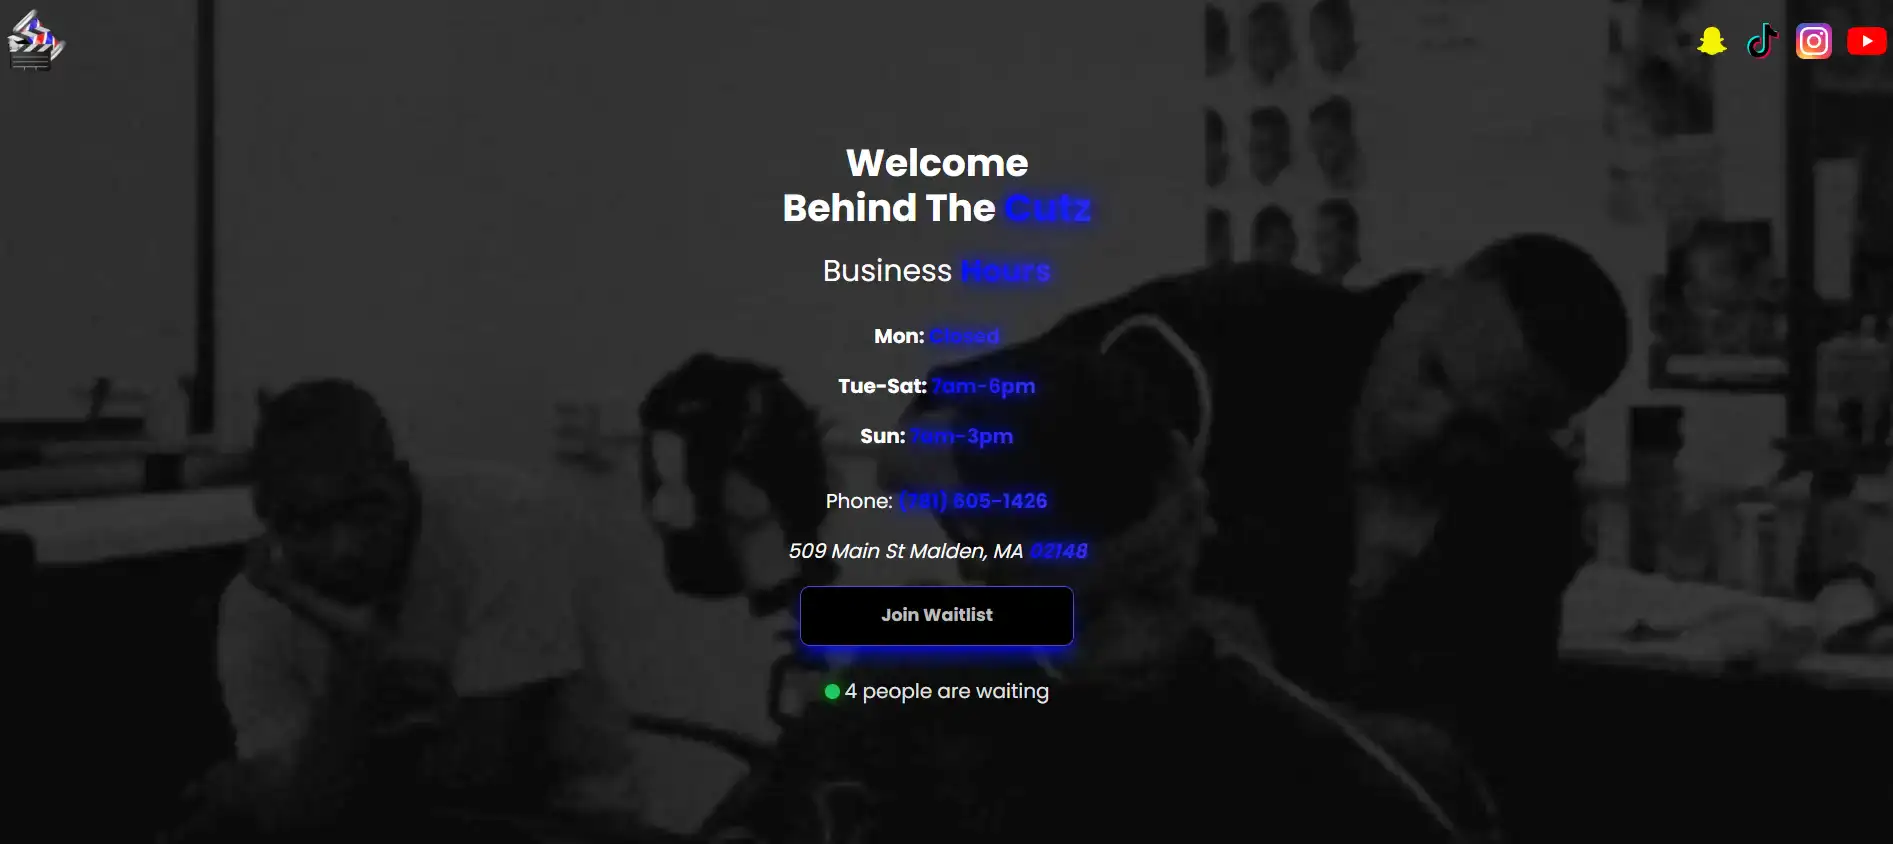 Welcome
Behind The Cutz
Business Hours
Mon: Closed
Tue-Sat: 7am-6pm
Sun: 7am-3pm
Phone: (781) 605-1426
509 Main St Malden, MA 02148
Join Waitlist
4 people are waiting